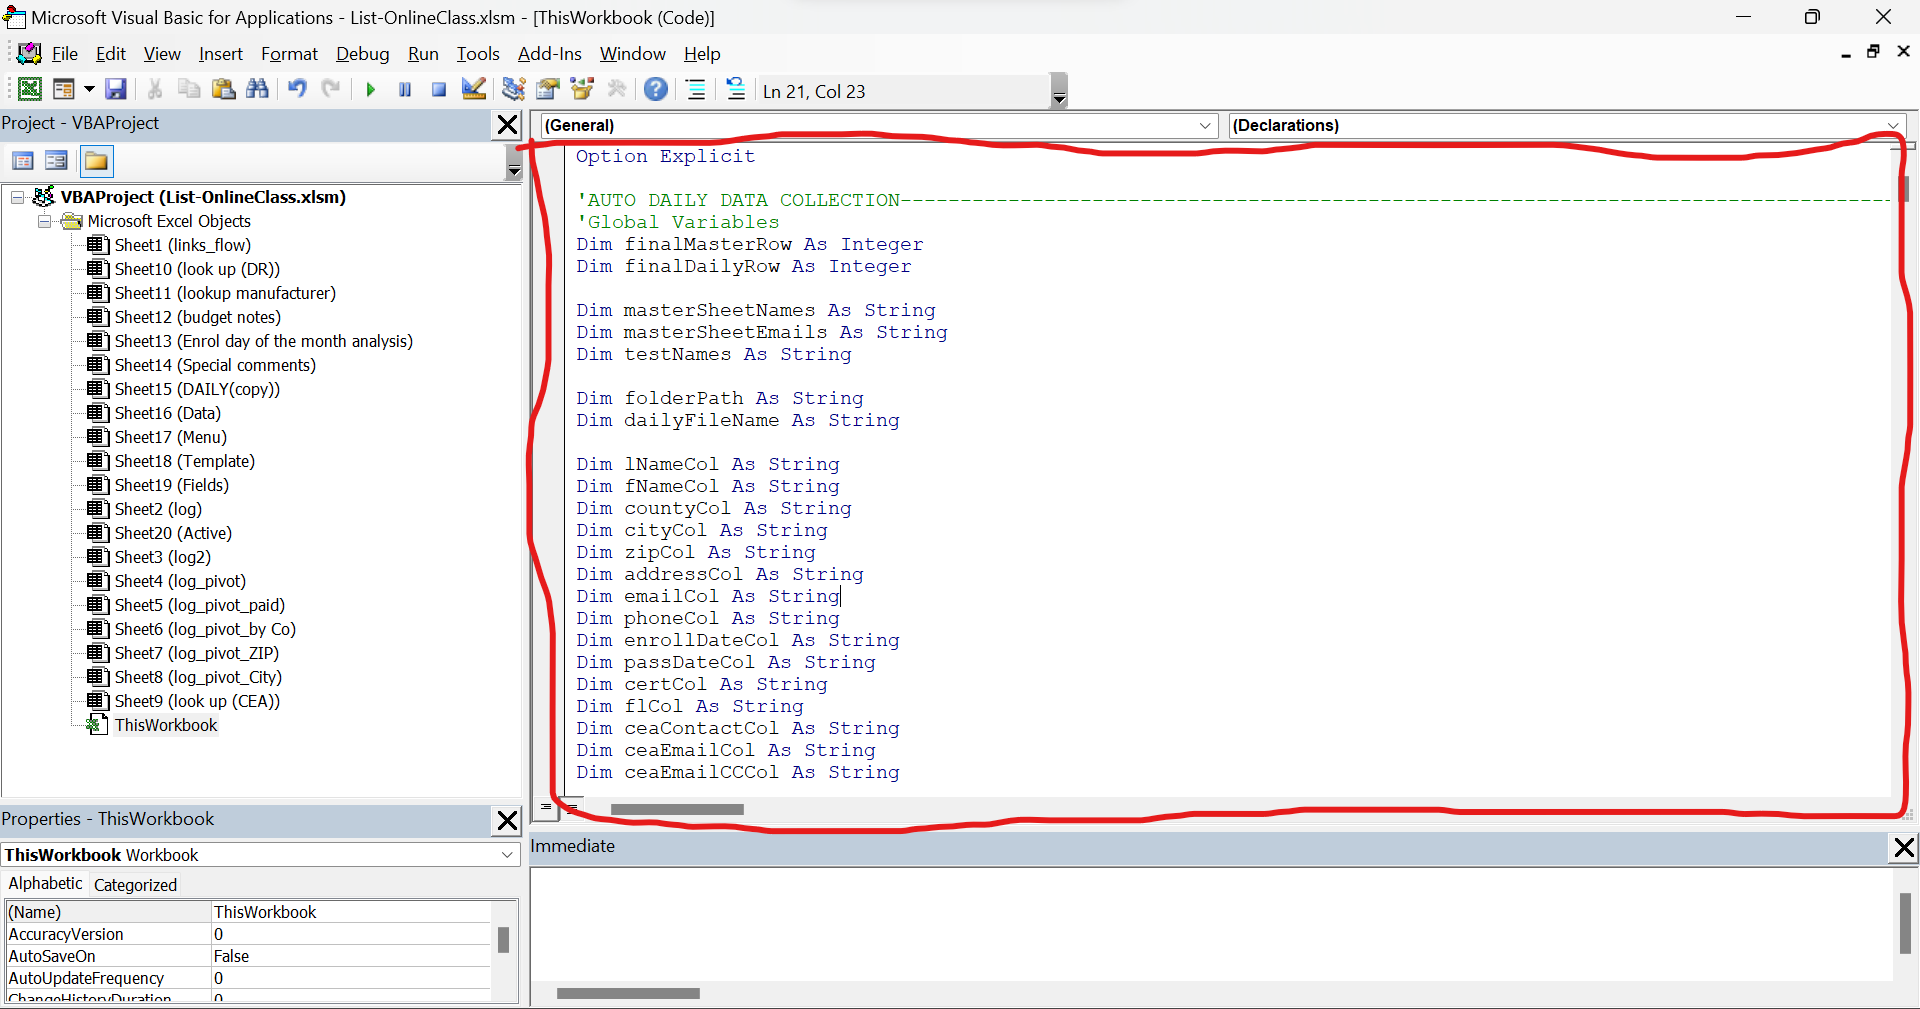 Microsoft Visual Basic for Applications - List-OnlineClass.xlsm - [ThisWorkbook (Code)]
File Edit View Insert Format Debug Run Tools Add-Ins Window Help
Ln 21, Col 23
Project - VBAProject
VBAProject (List-OnlineClass.xlsm)
Microsoft Excel Objects
Sheet1 (links_flow)
Sheet10 (look up (DR))
Sheet11 (lookup manufacturer)
Sheet12 (budget notes)
Sheet13 (Enrol day of the month analysis)
Sheet14 (Special comments)
Sheet15 (DAILY(copy))
Sheet16 (Data)
Sheet17 (Menu)
Sheet18 (Template)
Sheet19 (Fields)
Sheet2 (log)
Sheet20 (Active)
Sheet3 (log2)
Sheet4 (log_pivot)
Sheet5 (log_pivot_paid)
Sheet6 (log_pivot_by Co)
Sheet7 (log_pivot_ZIP)
Sheet8 (log_pivot_City)
Sheet9 (look up (CEA))
ThisWorkbook
Properties - ThisWorkbook
ThisWorkbook Workbook
Alphabetic Categorized
(Name) ThisWorkbook
AccuracyVersion 0
AutoSaveOn False
AutoUpdateFrequency 0
ChangeHistoryDuration 0
(General) (Declarations)
Option Explicit
'AUTO DAILY DATA COLLECTION-----------------------------------------------------------------------------------
'Global Variables
Dim finalMasterRow As Integer
Dim finalDailyRow As Integer
Dim masterSheetNames As String
Dim masterSheetEmails As String
Dim testNames As String
Dim folderPath As String
Dim dailyFileName As String
Dim lNameCol As String
Dim fNameCol As String
Dim countyCol As String
Dim cityCol As String
Dim zipCol As String
Dim addressCol As String
Dim emailCol As String
Dim phoneCol As String
Dim enrollDateCol As String
Dim passDateCol As String
Dim certCol As String
Dim flCol As String
Dim ceaContactCol As String
Dim ceaEmailCol As String
Dim ceaEmailCCCol As String
Immediate